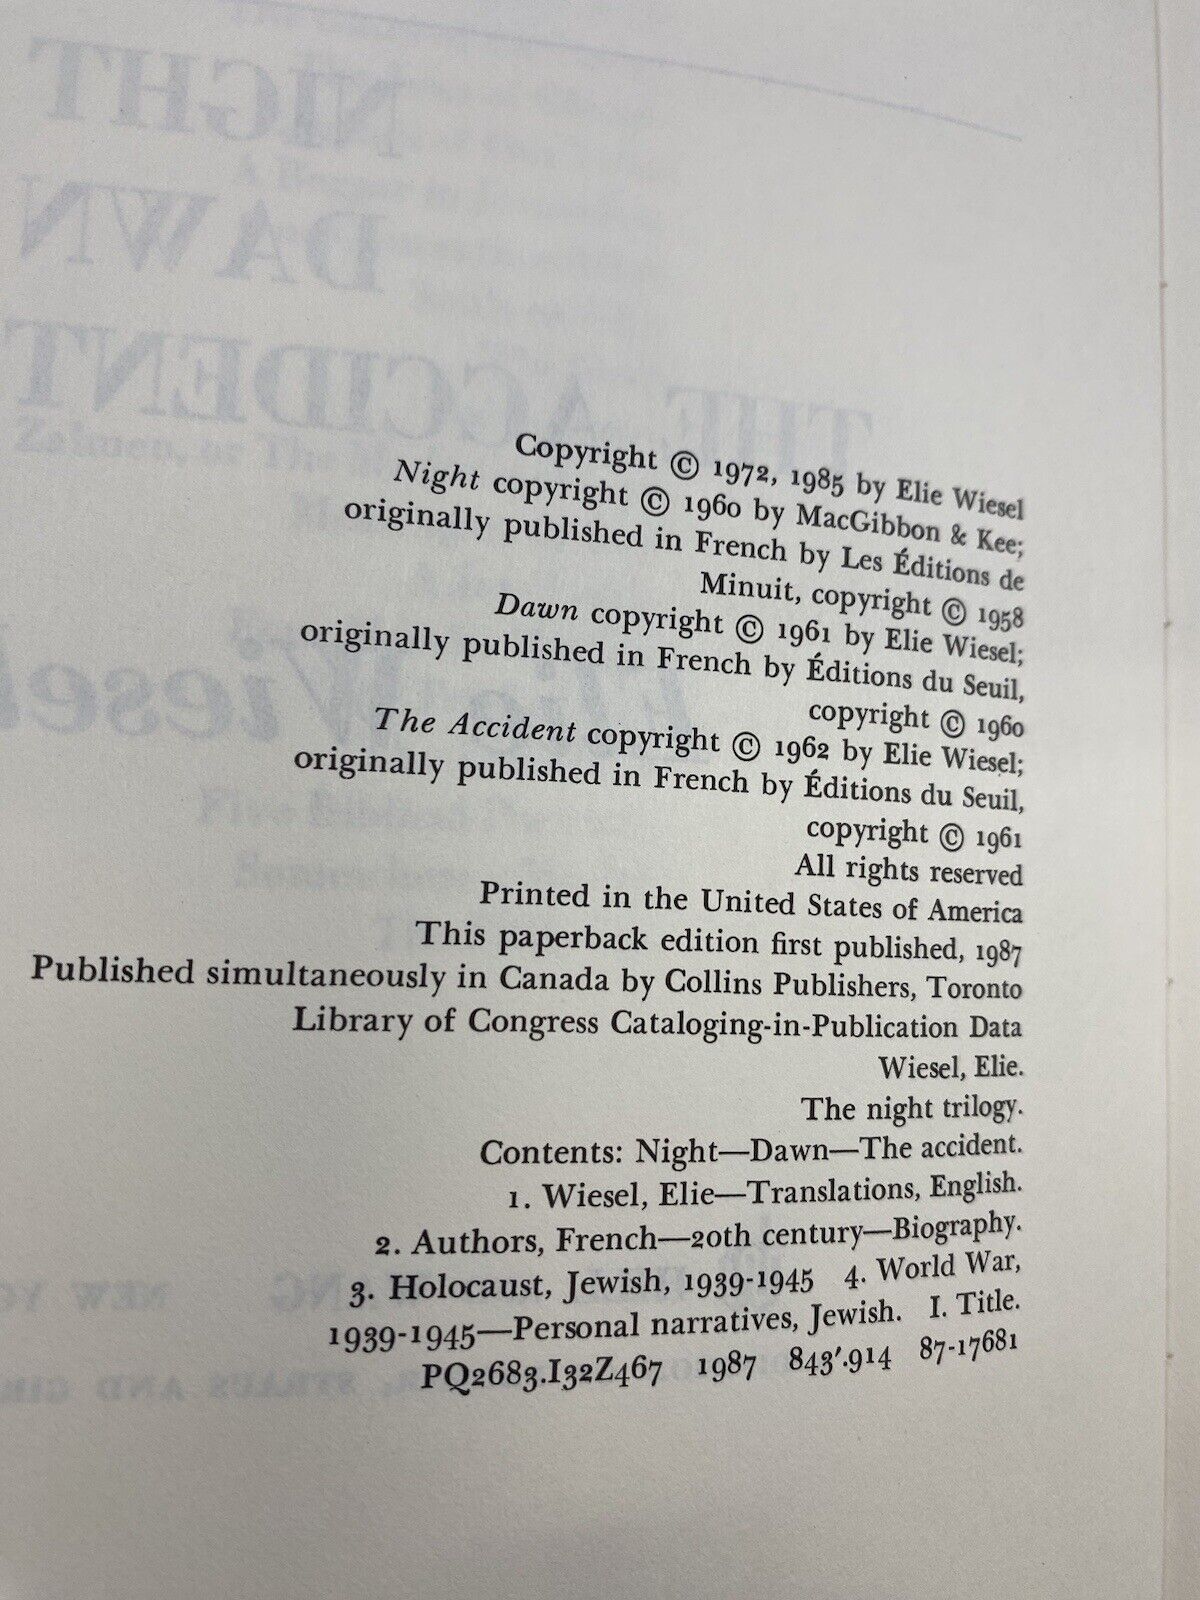 Copyright © 1972, 1985 by Elie Wiesel
Night copyright © 1960 by MacGibbon & Kee;
originally published in French by Les Éditions de
Minuit, copyright © 1958
Dawn copyright © 1961 by Elie Wiesel;
originally published in French by Éditions du Seuil,
copyright © 1960
The Accident copyright © 1962 by Elie Wiesel;
originally published in French by Éditions du Seuil,
copyright © 1961
All rights reserved
Printed in the United States of America
This paperback edition first published, 1987
Published simultaneously in Canada by Collins Publishers, Toronto
Library of Congress Cataloging-in-Publication Data
Wiesel, Elie.
The night trilogy.
Contents: Night—Dawn—The accident.
1. Wiesel, Elie—Translations, English.
2. Authors, French—20th century—Biography.
3. Holocaust, Jewish, 1939-1945 4. World War,
1939-1945—Personal narratives, Jewish. I. Title.
PQ2683.I32Z467 1987 843'.914 87-17681
NIGHT
DAWN
THE ACCIDENT
Elie Wiesel